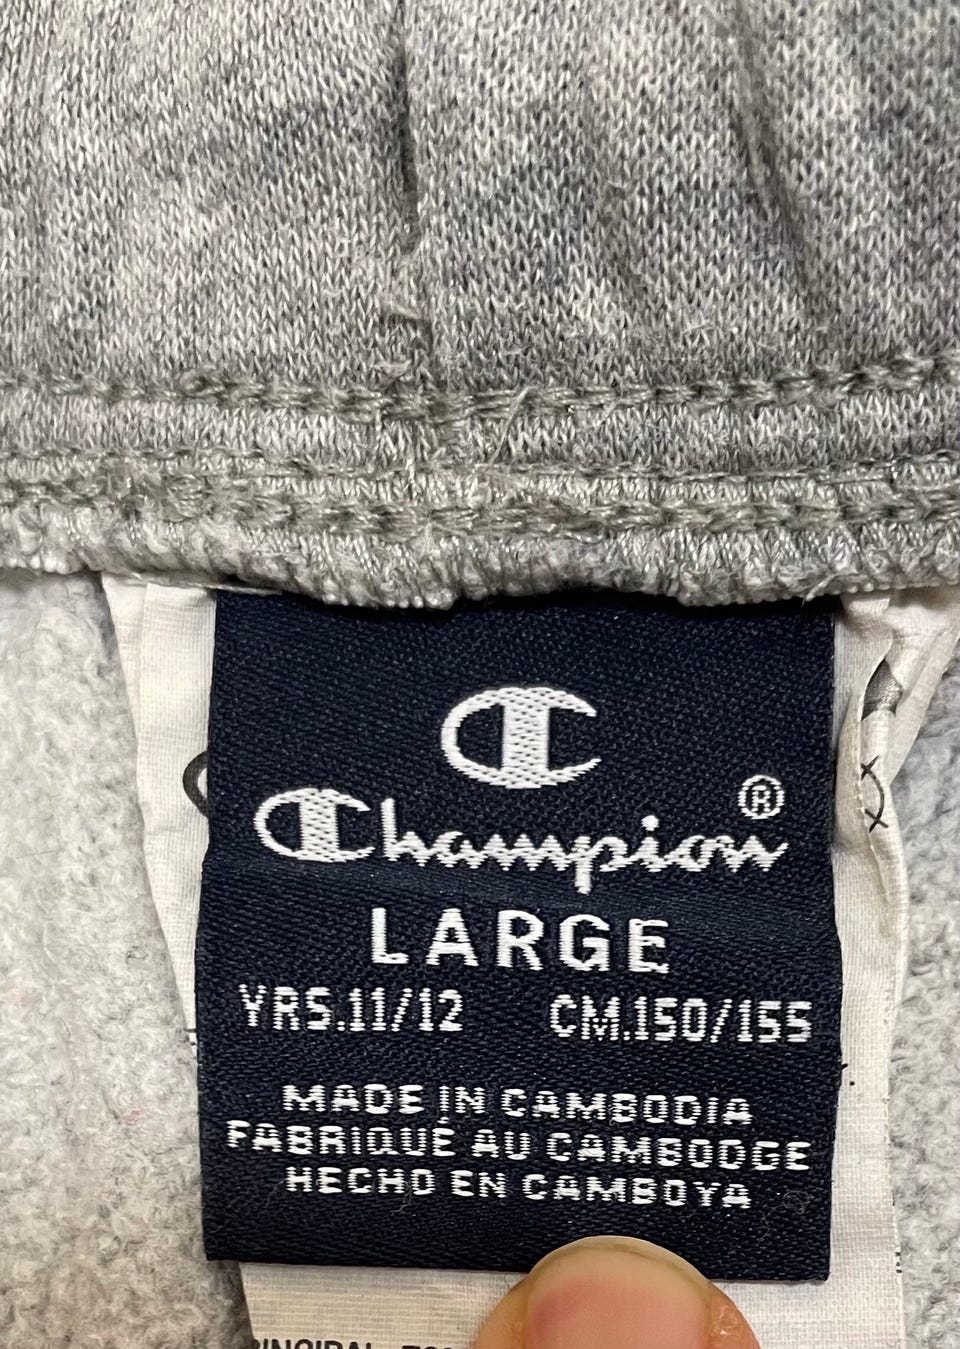 Champion®
LARGE
YRS.11/12 CM.150/155
MADE IN CAMBODIA
FABRIQUÉ AU CAMBODGE
HECHO EN CAMBOYA